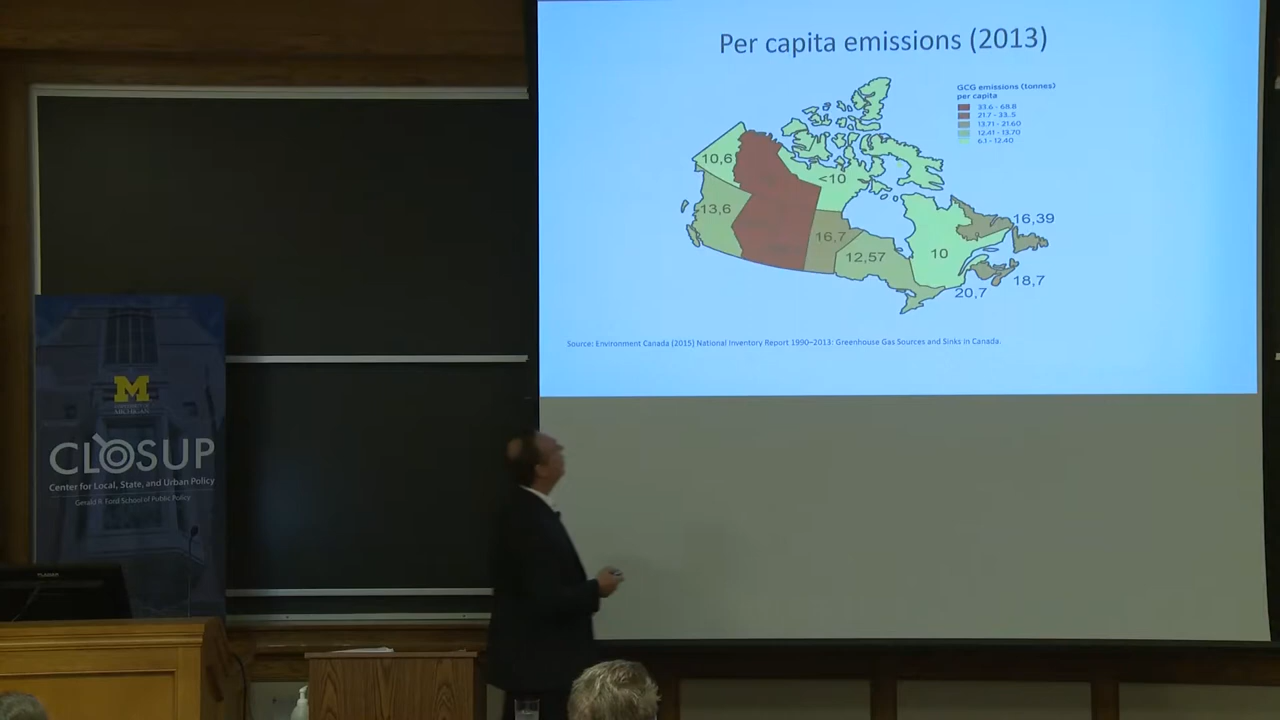 Per capita emissions (2013)
GCG emissions (tonnes)
per capita
33.6 - 68.8
21.7 - 33.5
13.71 - 21.60
12.41 - 13.70
6.1 - 12.40
10,6
<10
13,6
16,7
12,57
10
16,39
18,7
20,7
Source: Environment Canada (2015) National Inventory Report 1990–2013: Greenhouse Gas Sources and Sinks in Canada.
M
MICHIGAN
CLOSUP
Center for Local, State, and Urban Policy
Gerald R. Ford School of Public Policy